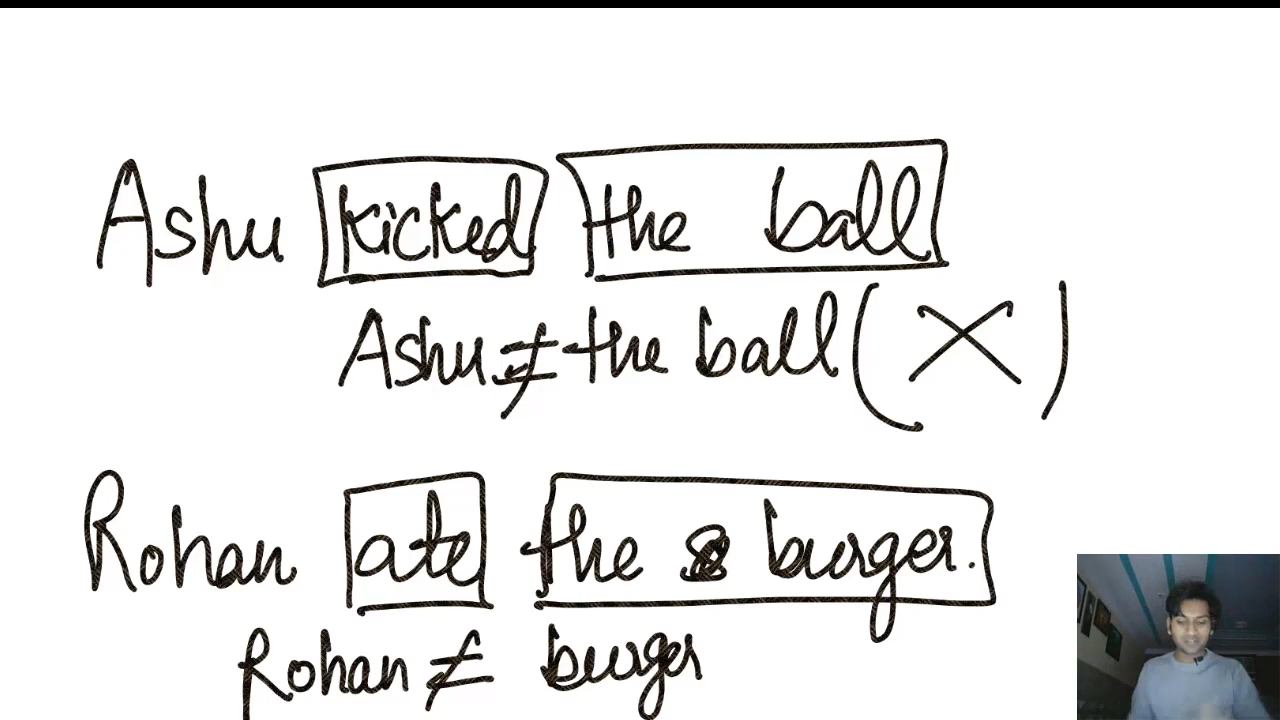 Ashu kicked the ball
Ashu ≠ the ball (X)
Rohan ate the burger.
Rohan ≠ burger